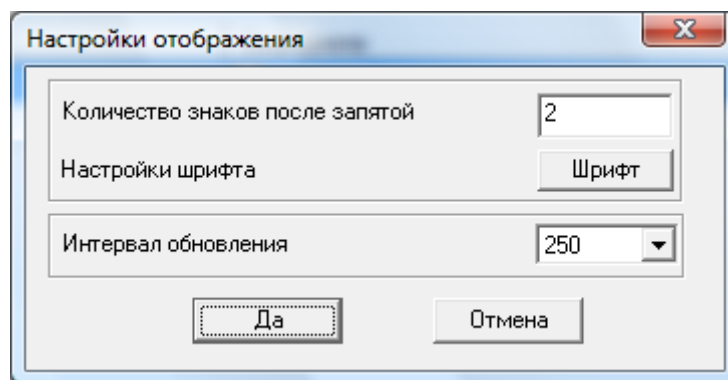 Настройки отображения
Количество знаков после запятой 2
Настройки шрифта Шрифт
Интервал обновления 250
Да Отмена